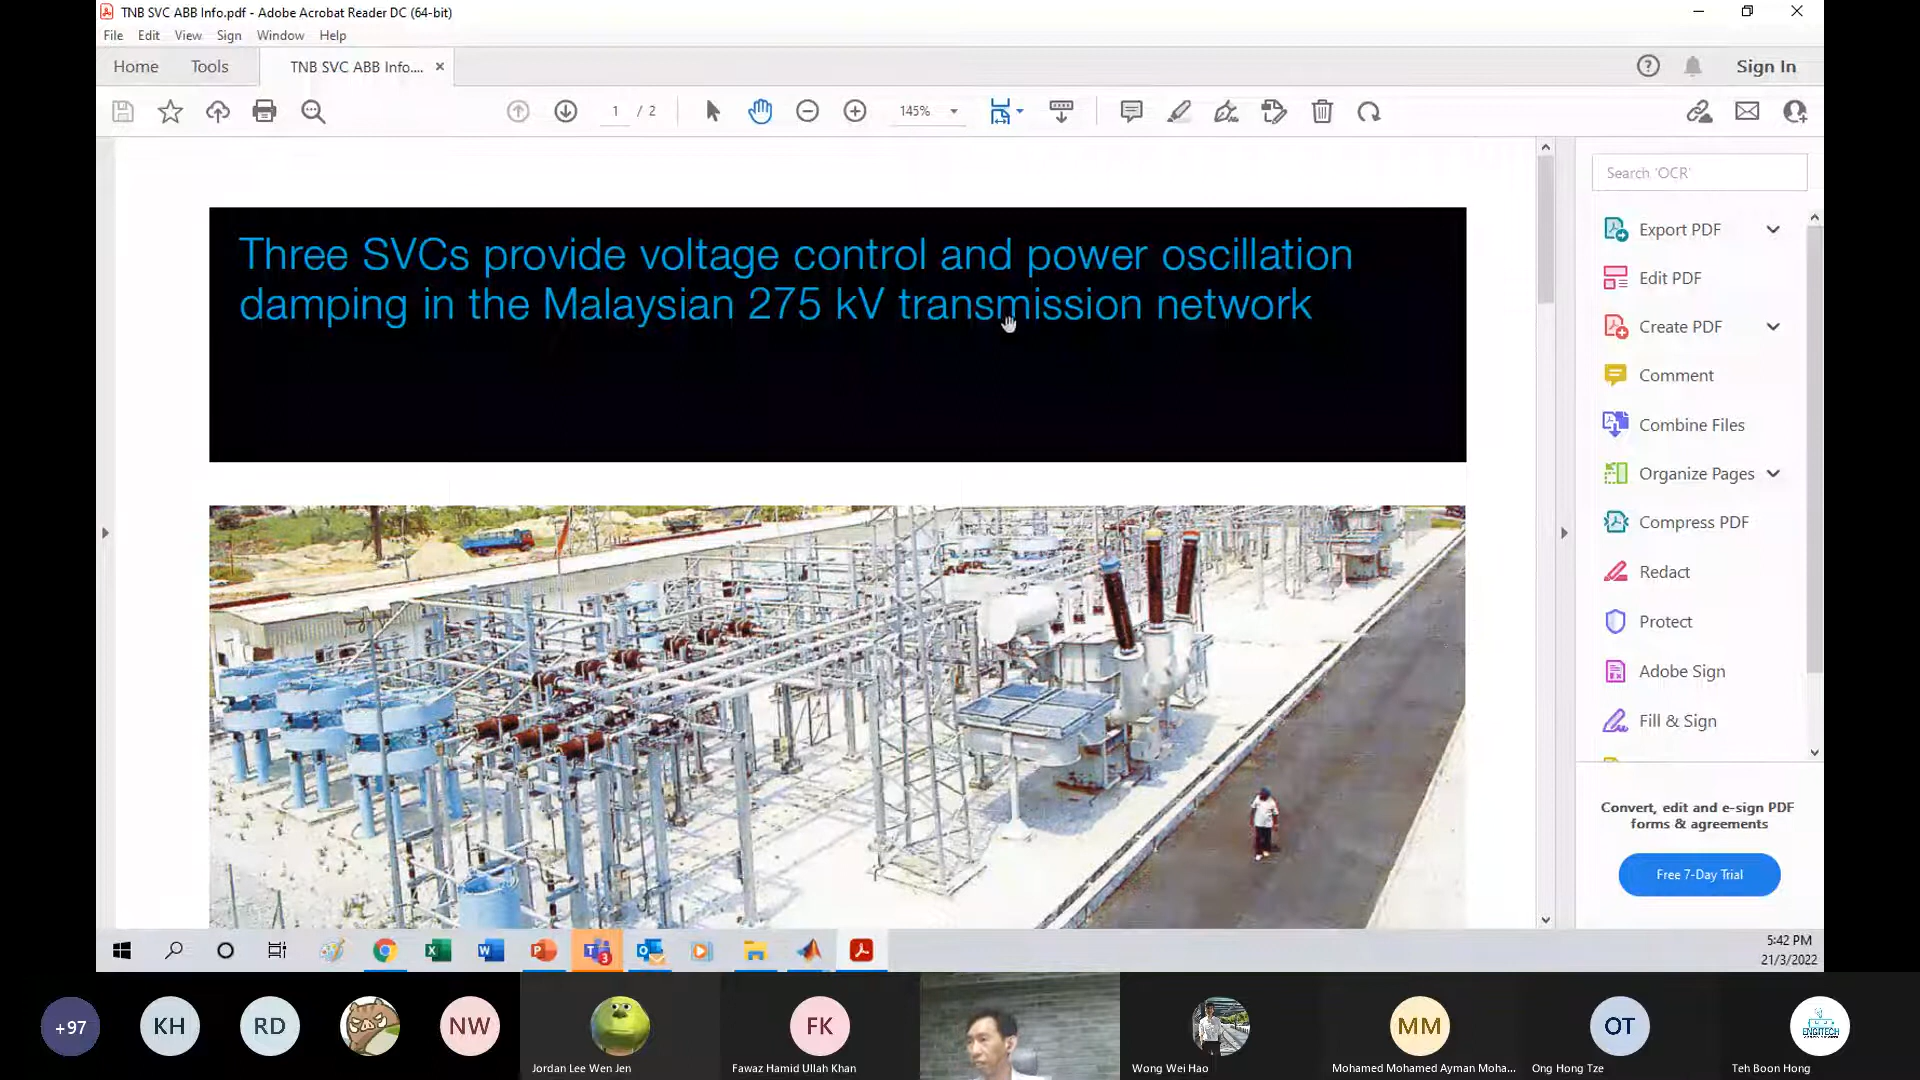 TNB SVC ABB Info.pdf - Adobe Acrobat Reader DC (64-bit)
File Edit View Sign Window Help
Home Tools TNB SVC ABB Info.... Sign In
1 / 2 145%
Search 'OCR'
Three SVCs provide voltage control and power oscillation
damping in the Malaysian 275 kV transmission network
Export PDF
Edit PDF
Create PDF
Comment
Combine Files
Organize Pages
Compress PDF
Redact
Protect
Adobe Sign
Fill & Sign
Convert, edit and e-sign PDF
forms & agreements
Free 7-Day Trial
3
5:42 PM
21/3/2022
+97 KH RD NW FK MM OT ENGITECH
Jordan Lee Wen Jen Fawaz Hamid Ullah Khan Wong Wei Hao Mohamed Mohamed Ayman Moha... Ong Hong Tze Teh Boon Hong